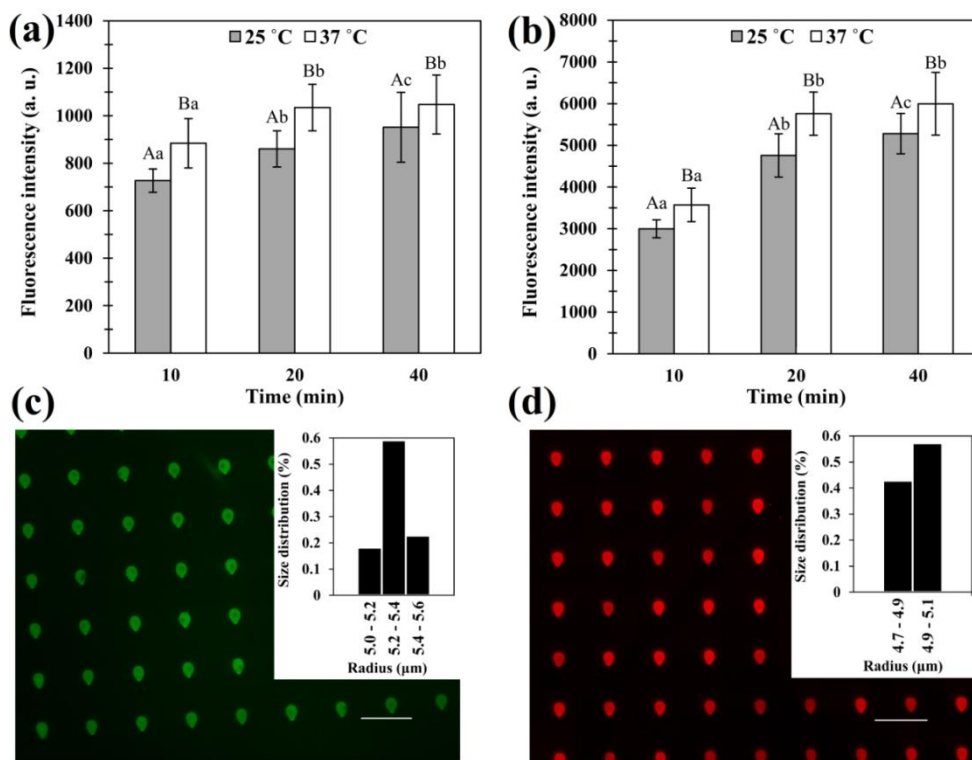 (a)
1400
1200
1000
800
600
400
200
0
Fluorescence intensity (a. u.)
25 ˚C
37 ˚C
Aa
Ba
Ab
Bb
Ac
Bb
10
20
40
Time (min)
(b)
8000
7000
6000
5000
4000
3000
2000
1000
0
Fluorescence intensity (a. u.)
25 ˚C
37 ˚C
Aa
Ba
Ab
Bb
Ac
Bb
10
20
40
Time (min)
(c)
0.6
0.5
0.4
0.3
0.2
0.1
0
Size distribution (%)
5.0 - 5.2
5.2 - 5.4
5.4 - 5.6
Radius (µm)
(d)
0.6
0.5
0.4
0.3
0.2
0.1
0
Size distribution (%)
4.7 - 4.9
4.9 - 5.1
Radius (µm)